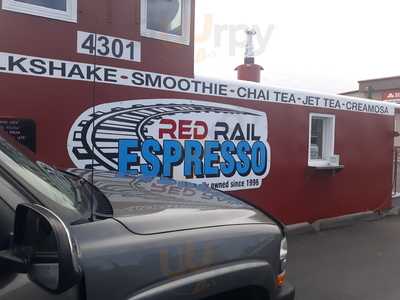 4301
LKSHAKE - SMOOTHIE - CHAI TEA - JET TEA - CREAMOSA
RED RAIL
ESPRESSO
owned since 1996